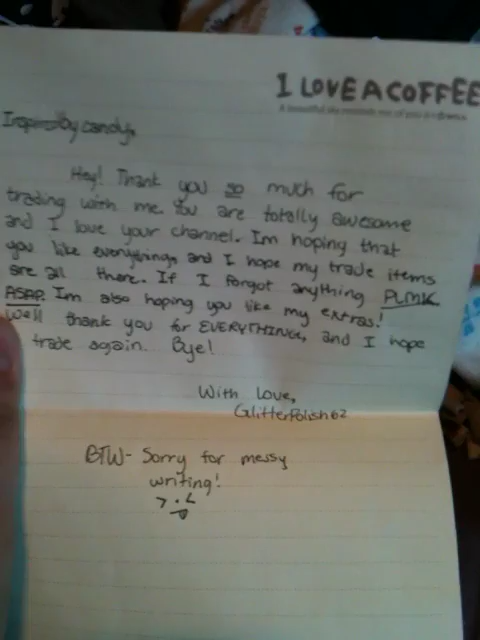 I LOVE A COFFEE
Inspiredbycandy,
Hey! Thank you so much for
trading with me. You are totally awesome
and I love your channel. Im hoping that
you like everything, and I hope my trade items
are all there. If I forgot anything PLMK
ASAP. Im also hoping you like my extras!
Well thank you for EVERYTHING, and I hope
trade again. Bye!
With Love,
GlitterPolish62
BTW- Sorry for messy
writing!